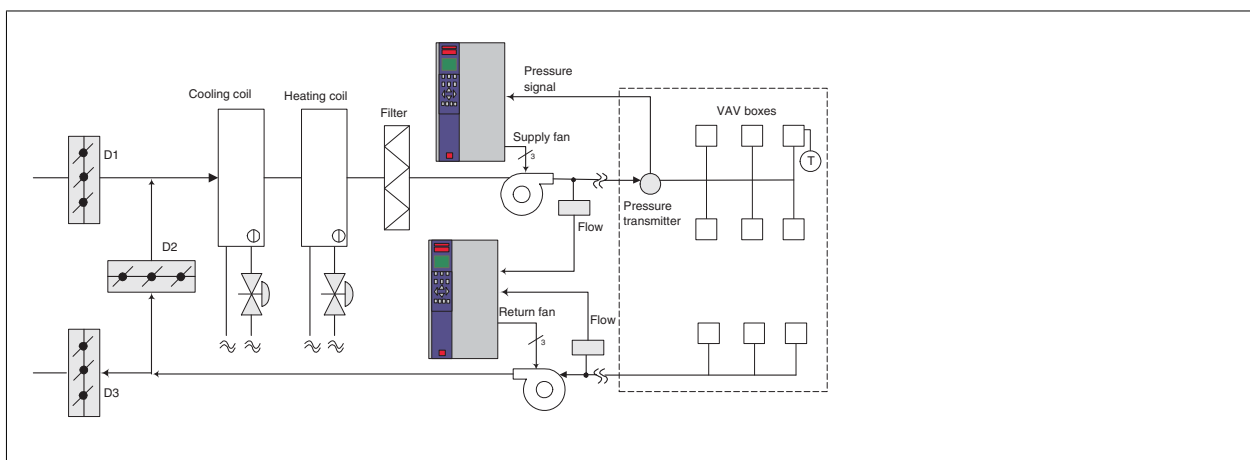 Cooling coil
Heating coil
Filter
Pressure
signal
VAV boxes
D1
Supply fan
3
T
Pressure
transmitter
Flow
D2
Return fan
Flow
3
D3